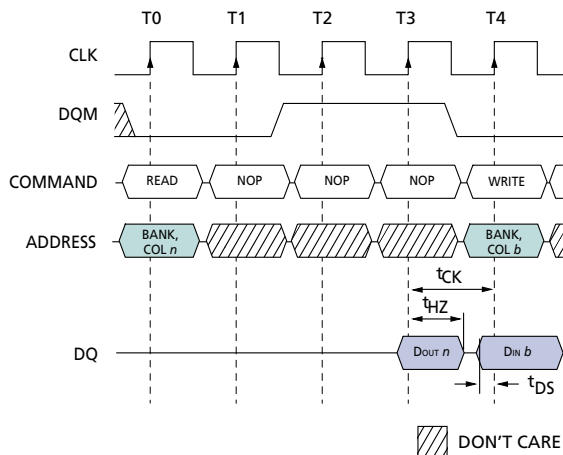 T0 T1 T2 T3 T4
CLK
DQM
COMMAND READ NOP NOP NOP WRITE
ADDRESS BANK, COL n BANK, COL b
tCK
tHZ
DQ DOUT n DIN b
tDS
DON'T CARE